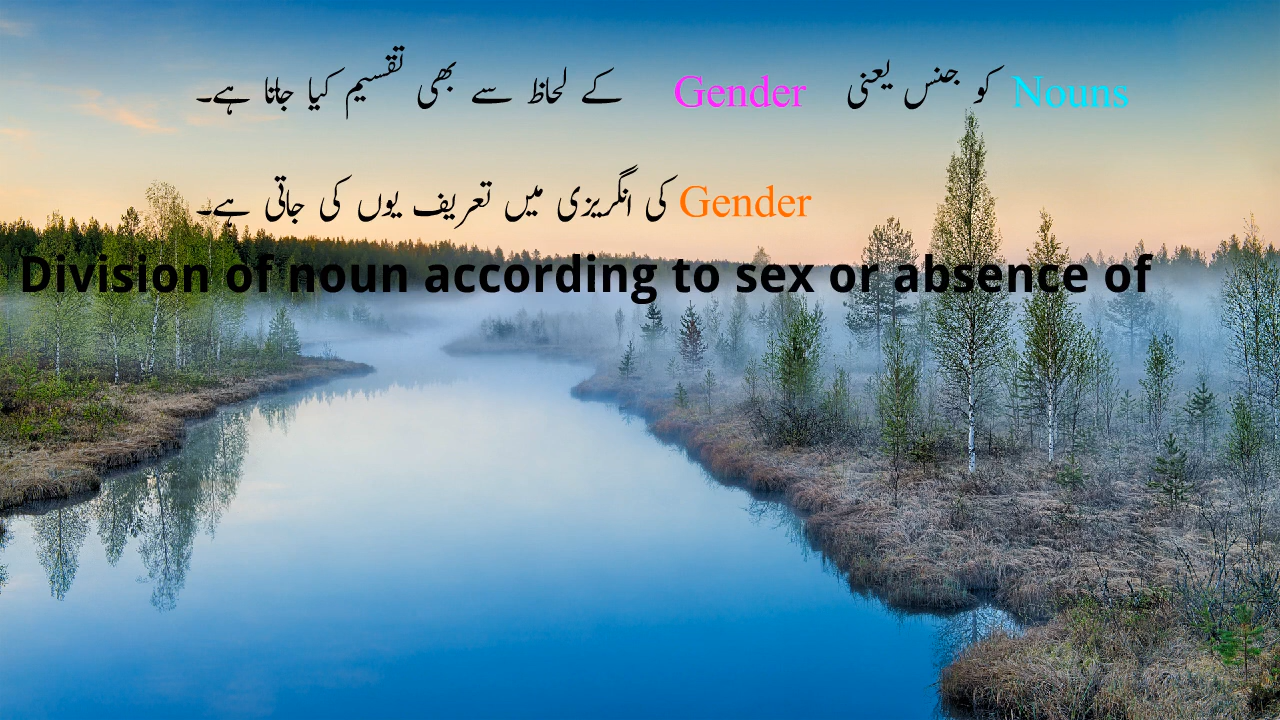 Nouns کو جنس یعنی Gender کے لحاظ سے بھی تقسیم کیا جاتا ہے۔
Gender کی انگریزی میں تعریف یوں کی جاتی ہے۔
Division of noun according to sex or absence of